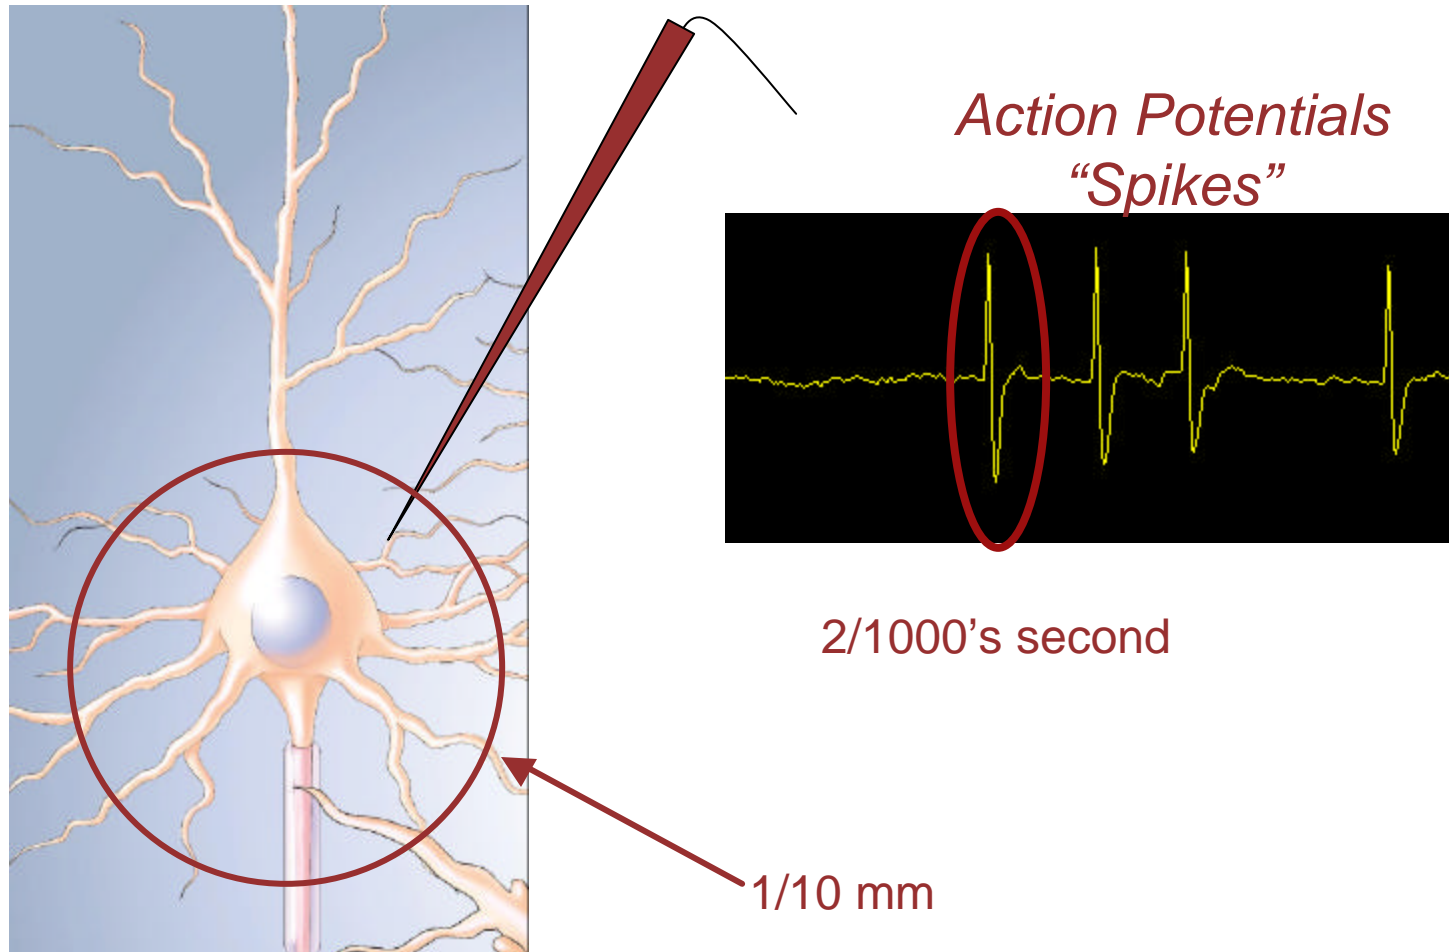 Action Potentials
“Spikes”
2/1000’s second
1/10 mm